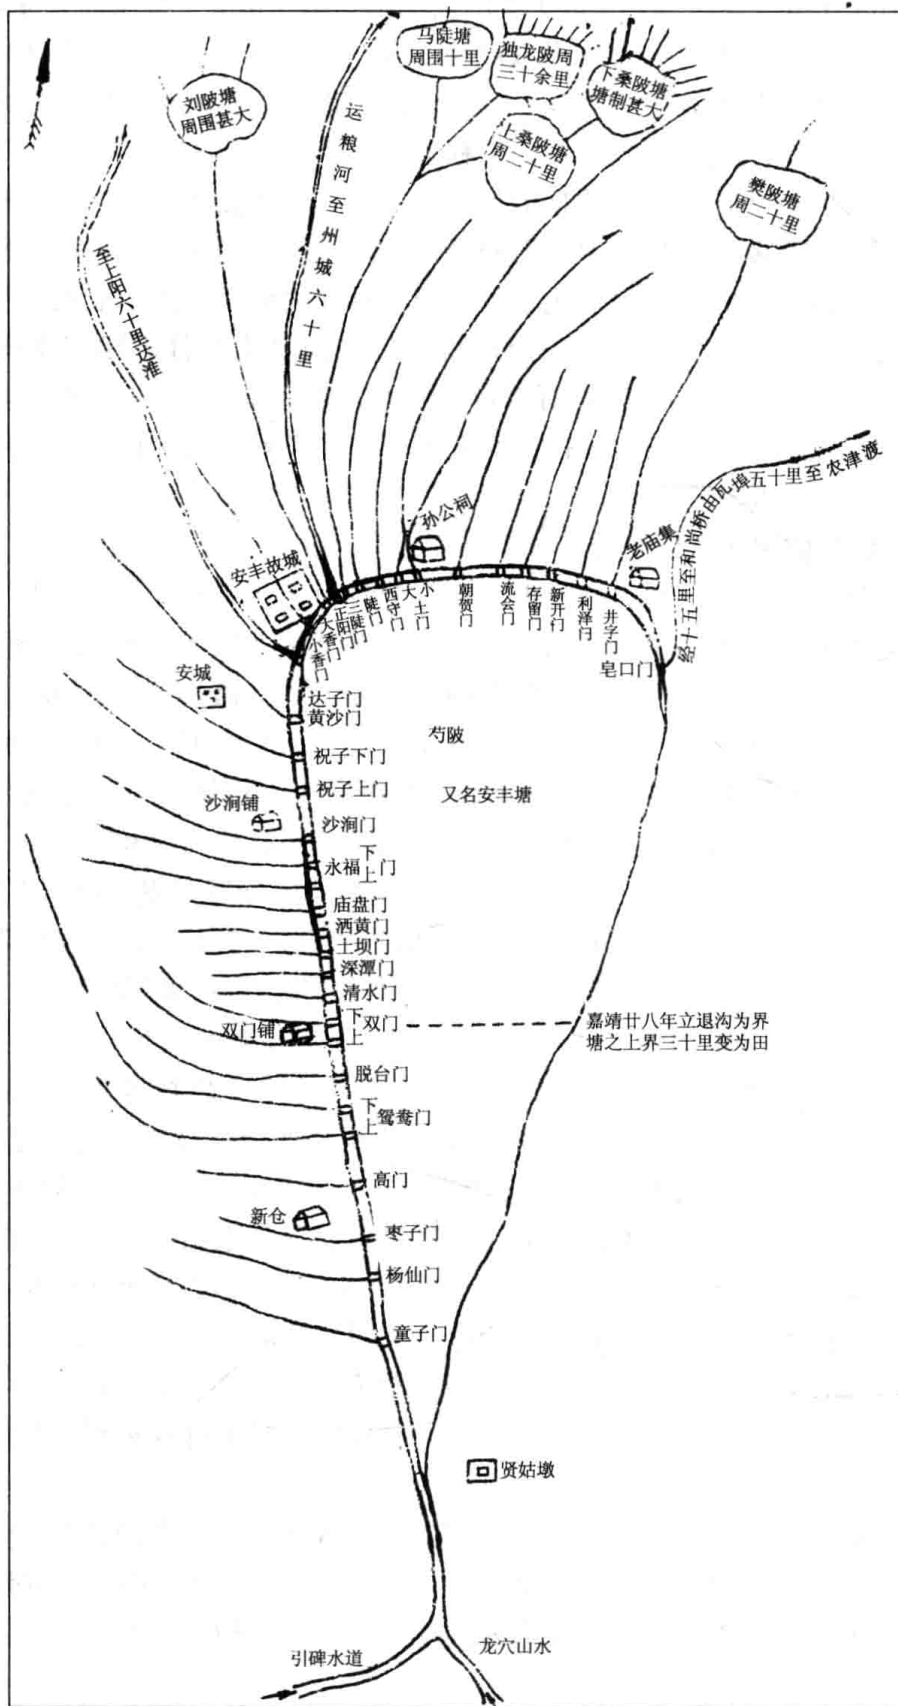 马陡塘
周围十里
独龙陂周
三十余里
下桑陂塘
塘制甚大
刘陂塘
周围甚大
上桑陂塘
周二十里
樊陂塘
周二十里
运粮河至州城六十里
至上阳六十里达淮
经十五里至和尚桥由瓦埠五十里至农津渡
孙公祠
老庙集
安丰故城
小香门
大香门
正阳门
三陡门
陡门
西守门
大
小土门
朝贺门
流会门
存留门
新开门
利泽门
井字门
皂口门
安城
达子门
黄沙门
芍陂
祝子下门
祝子上门
又名安丰塘
沙涧铺
沙涧门
永福下上门
庙盘门
洒黄门
土坝门
深潭门
清水门
双门铺
下上双门
嘉靖廿八年立退沟为界
塘之上界三十里变为田
脱台门
下上鸳鸯门
高门
新仓
枣子门
杨仙门
童子门
贤姑墩
引碑水道
龙穴山水